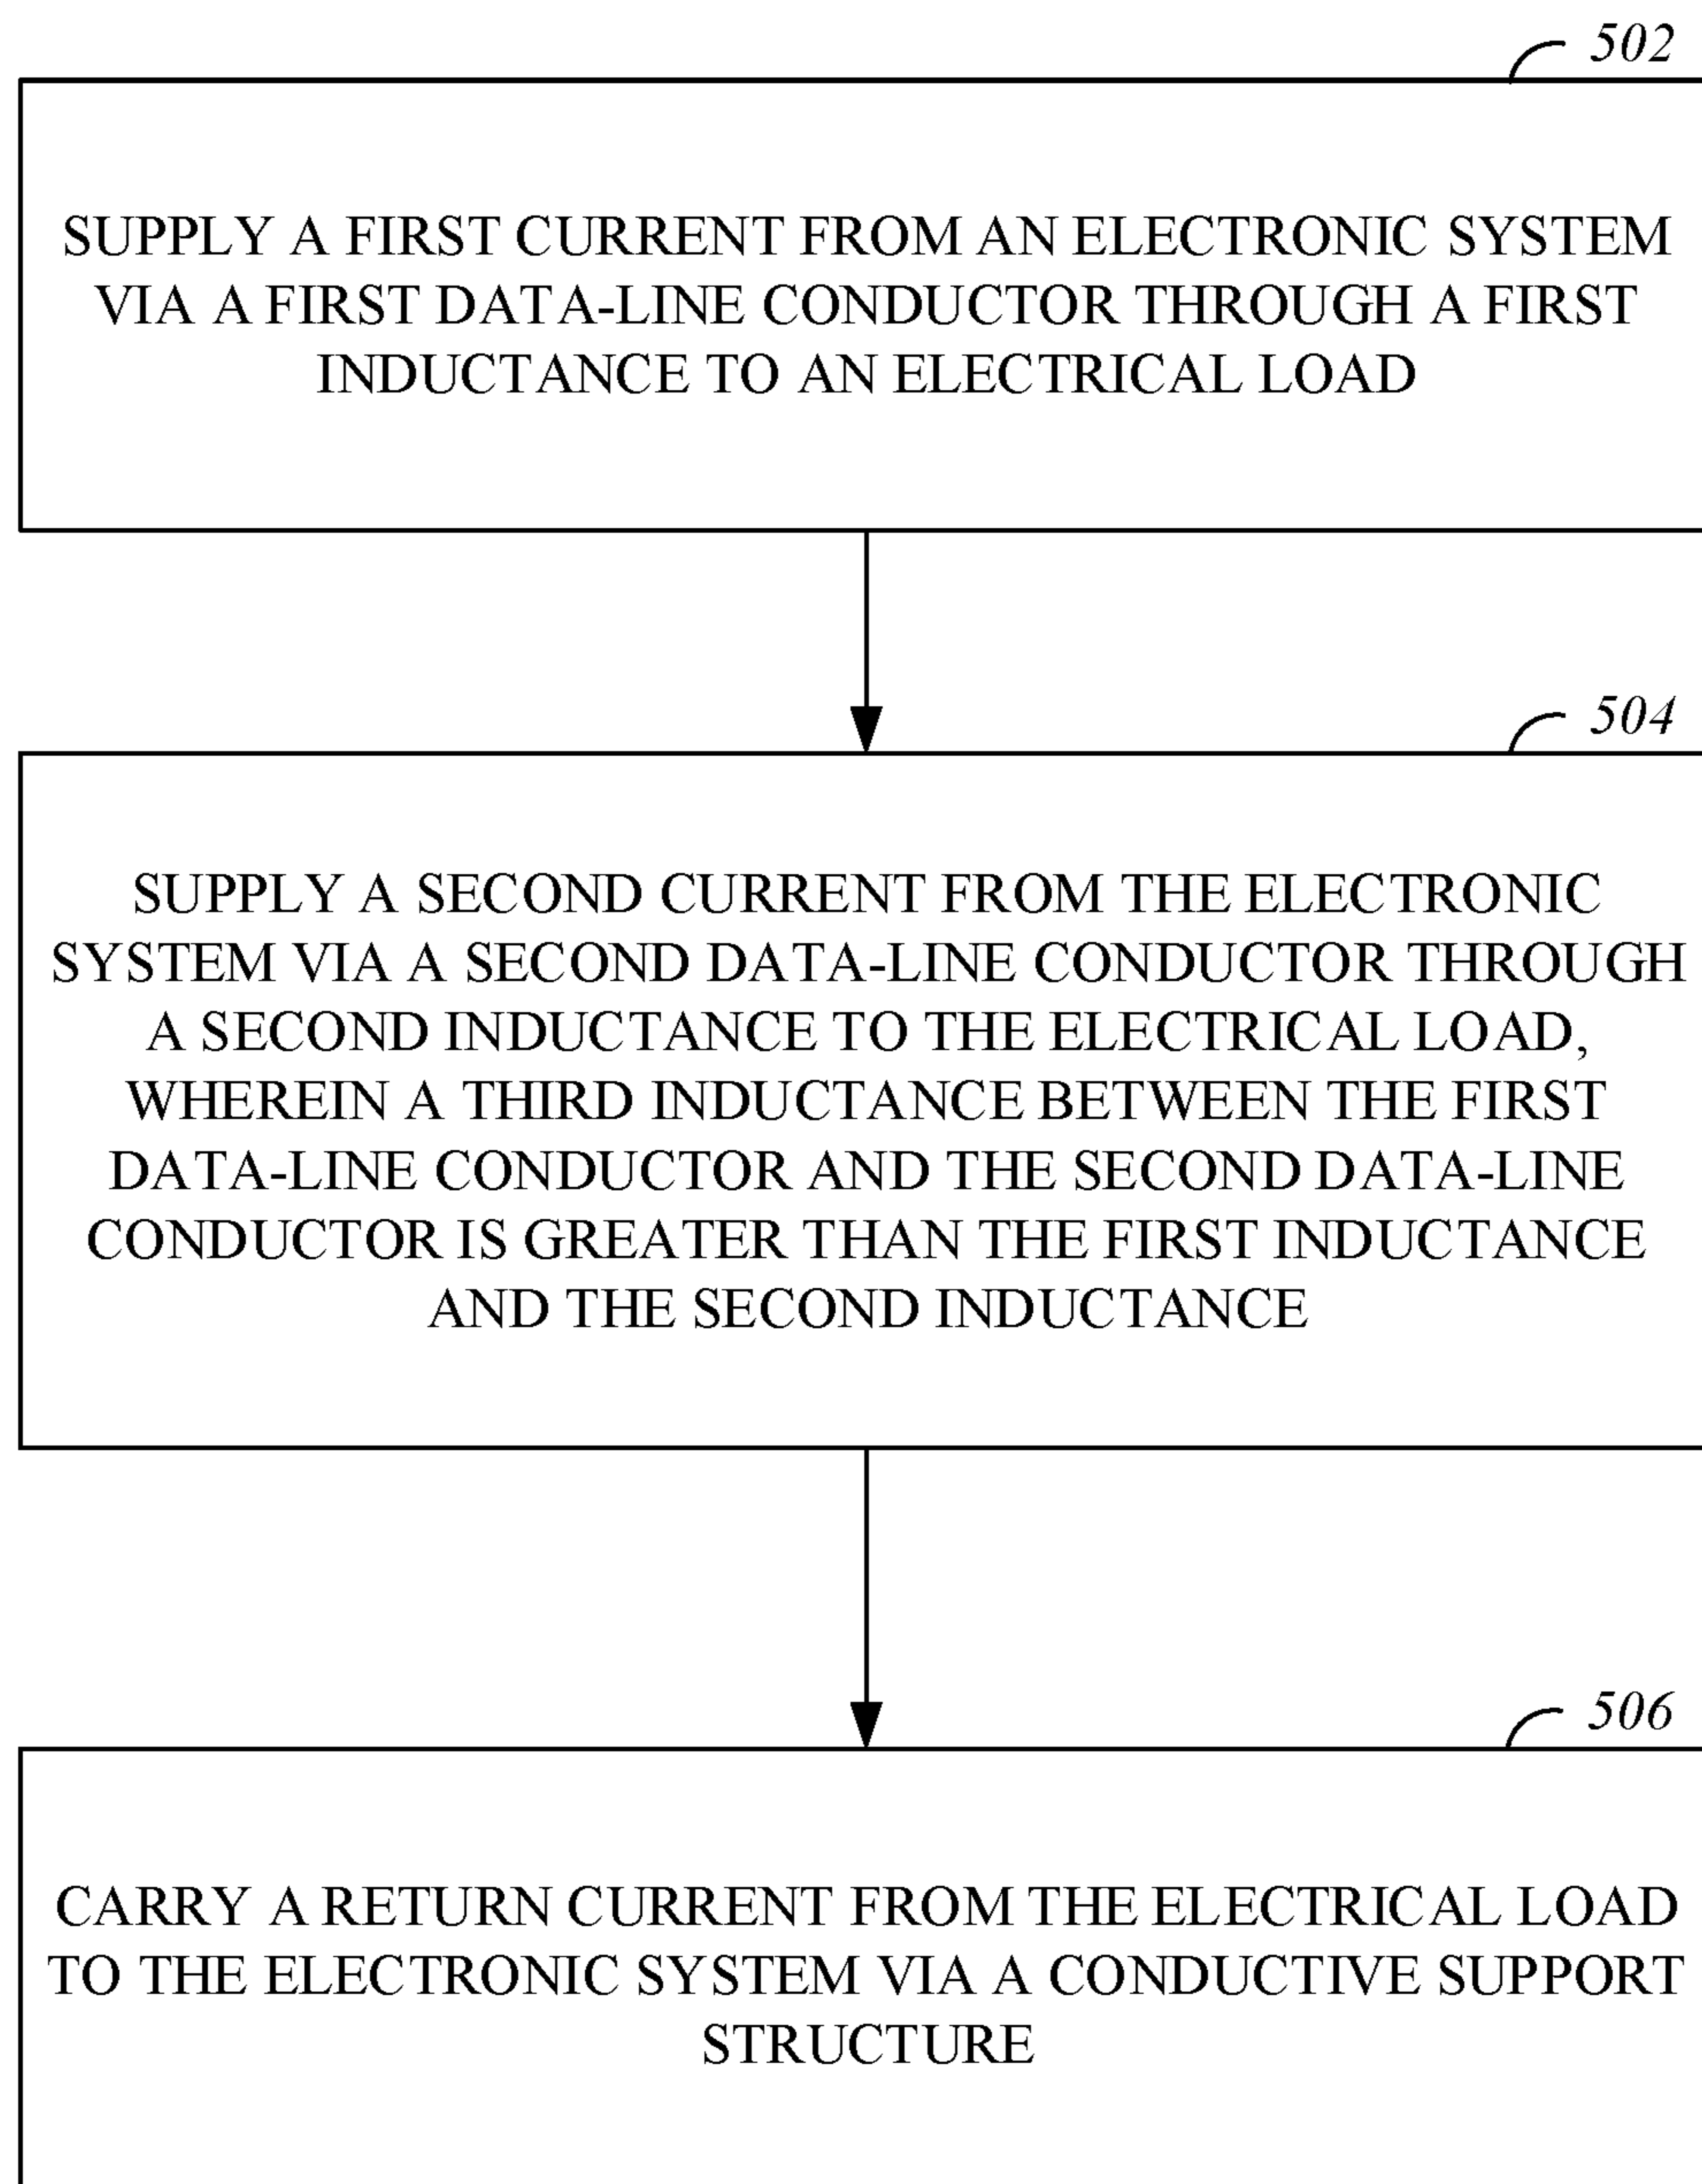 502
SUPPLY A FIRST CURRENT FROM AN ELECTRONIC SYSTEM
VIA A FIRST DATA-LINE CONDUCTOR THROUGH A FIRST
INDUCTANCE TO AN ELECTRICAL LOAD
504
SUPPLY A SECOND CURRENT FROM THE ELECTRONIC
SYSTEM VIA A SECOND DATA-LINE CONDUCTOR THROUGH
A SECOND INDUCTANCE TO THE ELECTRICAL LOAD,
WHEREIN A THIRD INDUCTANCE BETWEEN THE FIRST
DATA-LINE CONDUCTOR AND THE SECOND DATA-LINE
CONDUCTOR IS GREATER THAN THE FIRST INDUCTANCE
AND THE SECOND INDUCTANCE
506
CARRY A RETURN CURRENT FROM THE ELECTRICAL LOAD
TO THE ELECTRONIC SYSTEM VIA A CONDUCTIVE SUPPORT
STRUCTURE